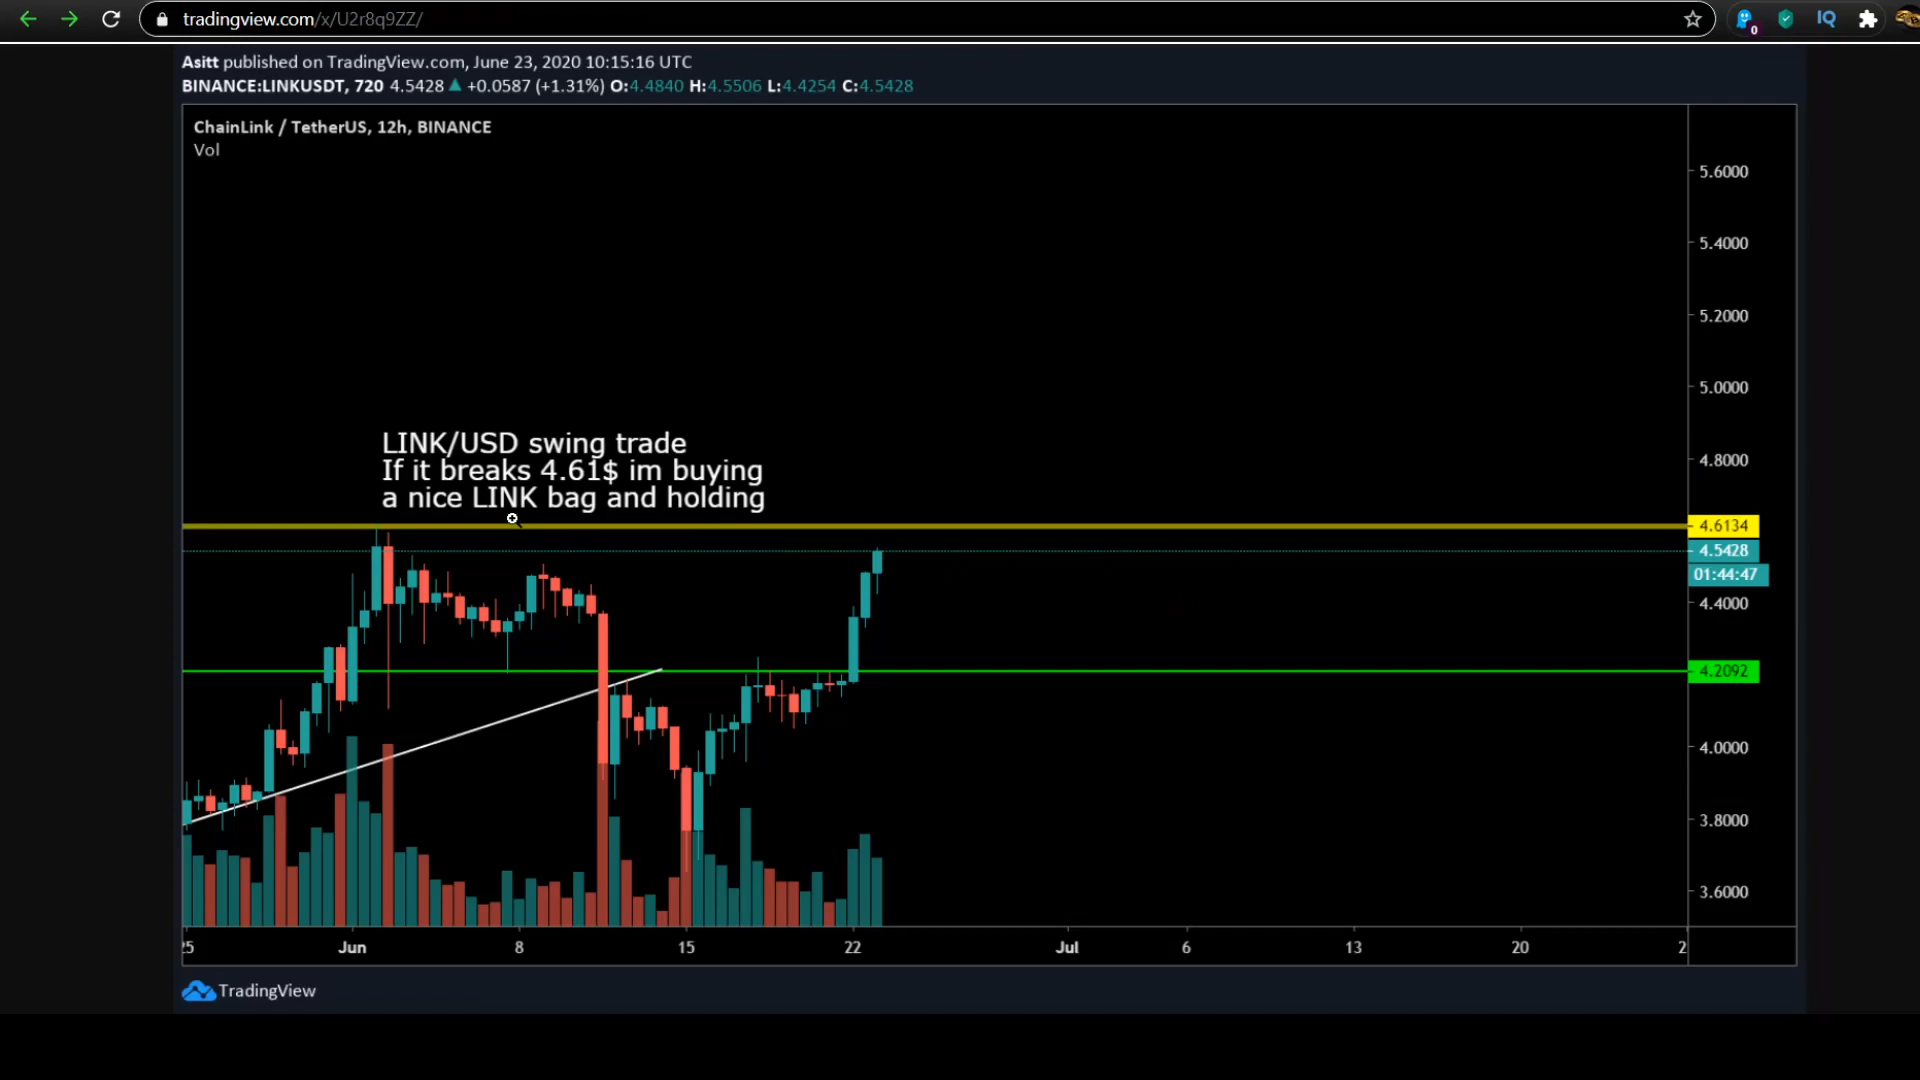 tradingview.com/x/U2r8q9ZZ/
IQ
0
Asitt published on TradingView.com, June 23, 2020 10:15:16 UTC
BINANCE:LINKUSDT, 720 4.5428 ▲ +0.0587 (+1.31%) O:4.4840 H:4.5506 L:4.4254 C:4.5428
ChainLink / TetherUS, 12h, BINANCE
Vol
5.6000
5.4000
5.2000
5.0000
LINK/USD swing trade
If it breaks 4.61$ im buying
a nice LINK bag and holding
4.8000
4.6134
4.5428
01:44:47
4.4000
4.2092
4.0000
3.8000
3.6000
25 Jun 8 15 22 Jul 6 13 20 2
TradingView